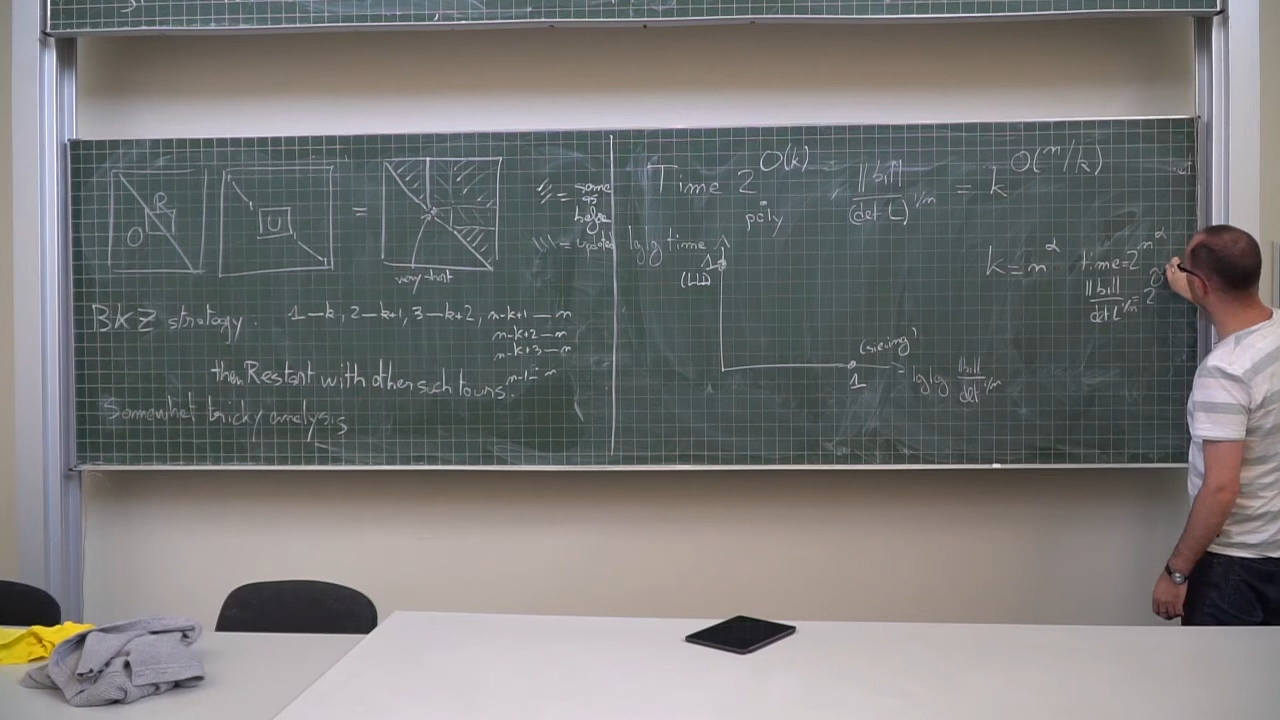 R
O
U
=
very short
= same as before
= updated
BKZ strategy. 1—k, 2—k+1, 3—k+2, n-k+1 — n
n-k+2 — n
n-k+3 — n
n-1 — n
then Restart with other such tours.
Somewhat tricky analysis
Time 2^O(k) poly
||b₁|| / (det L)^1/n = k^O(n/k)
lglg time
1
(LLL)
(sieving)
1
lglg ||b₁|| / det^1/n
k = n^α time = 2^n^α
||b₁|| / det L^1/n = 2^O